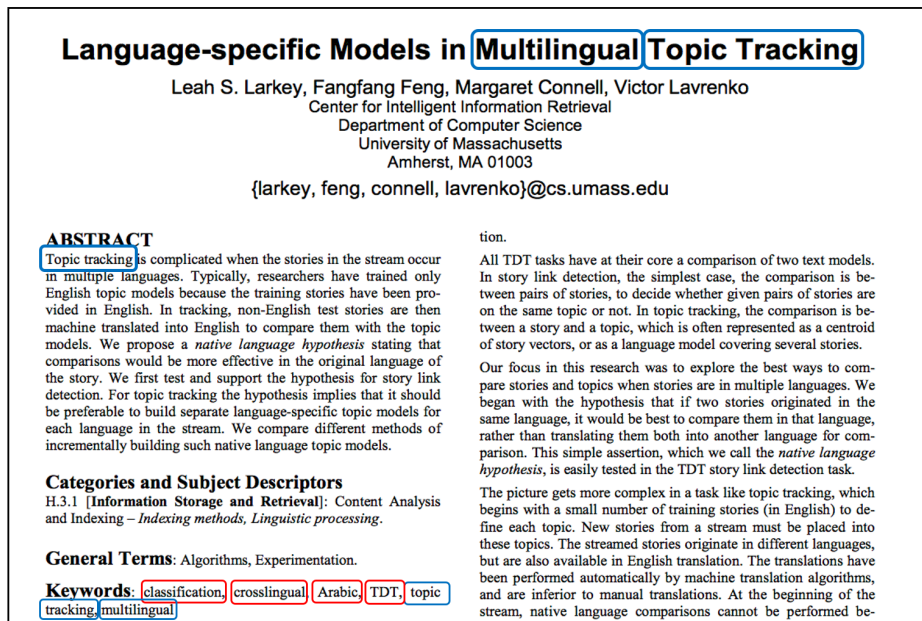 Language-specific Models in Multilingual Topic Tracking
Leah S. Larkey, Fangfang Feng, Margaret Connell, Victor Lavrenko
Center for Intelligent Information Retrieval
Department of Computer Science
University of Massachusetts
Amherst, MA 01003
{larkey, feng, connell, lavrenko}@cs.umass.edu
ABSTRACT
Topic tracking is complicated when the stories in the stream occur
in multiple languages. Typically, researchers have trained only
English topic models because the training stories have been pro-
vided in English. In tracking, non-English test stories are then
machine translated into English to compare them with the topic
models. We propose a native language hypothesis stating that
comparisons would be more effective in the original language of
the story. We first test and support the hypothesis for story link
detection. For topic tracking the hypothesis implies that it should
be preferable to build separate language-specific topic models for
each language in the stream. We compare different methods of
incrementally building such native language topic models.
Categories and Subject Descriptors
H.3.1 [Information Storage and Retrieval]: Content Analysis
and Indexing – Indexing methods, Linguistic processing.
General Terms: Algorithms, Experimentation.
Keywords: classification, crosslingual, Arabic, TDT, topic
tracking, multilingual
tion.
All TDT tasks have at their core a comparison of two text models.
In story link detection, the simplest case, the comparison is be-
tween pairs of stories, to decide whether given pairs of stories are
on the same topic or not. In topic tracking, the comparison is be-
tween a story and a topic, which is often represented as a centroid
of story vectors, or as a language model covering several stories.
Our focus in this research was to explore the best ways to com-
pare stories and topics when stories are in multiple languages. We
began with the hypothesis that if two stories originated in the
same language, it would be best to compare them in that language,
rather than translating them both into another language for com-
parison. This simple assertion, which we call the native language
hypothesis, is easily tested in the TDT story link detection task.
The picture gets more complex in a task like topic tracking, which
begins with a small number of training stories (in English) to de-
fine each topic. New stories from a stream must be placed into
these topics. The streamed stories originate in different languages,
but are also available in English translation. The translations have
been performed automatically by machine translation algorithms,
and are inferior to manual translations. At the beginning of the
stream, native language comparisons cannot be performed be-